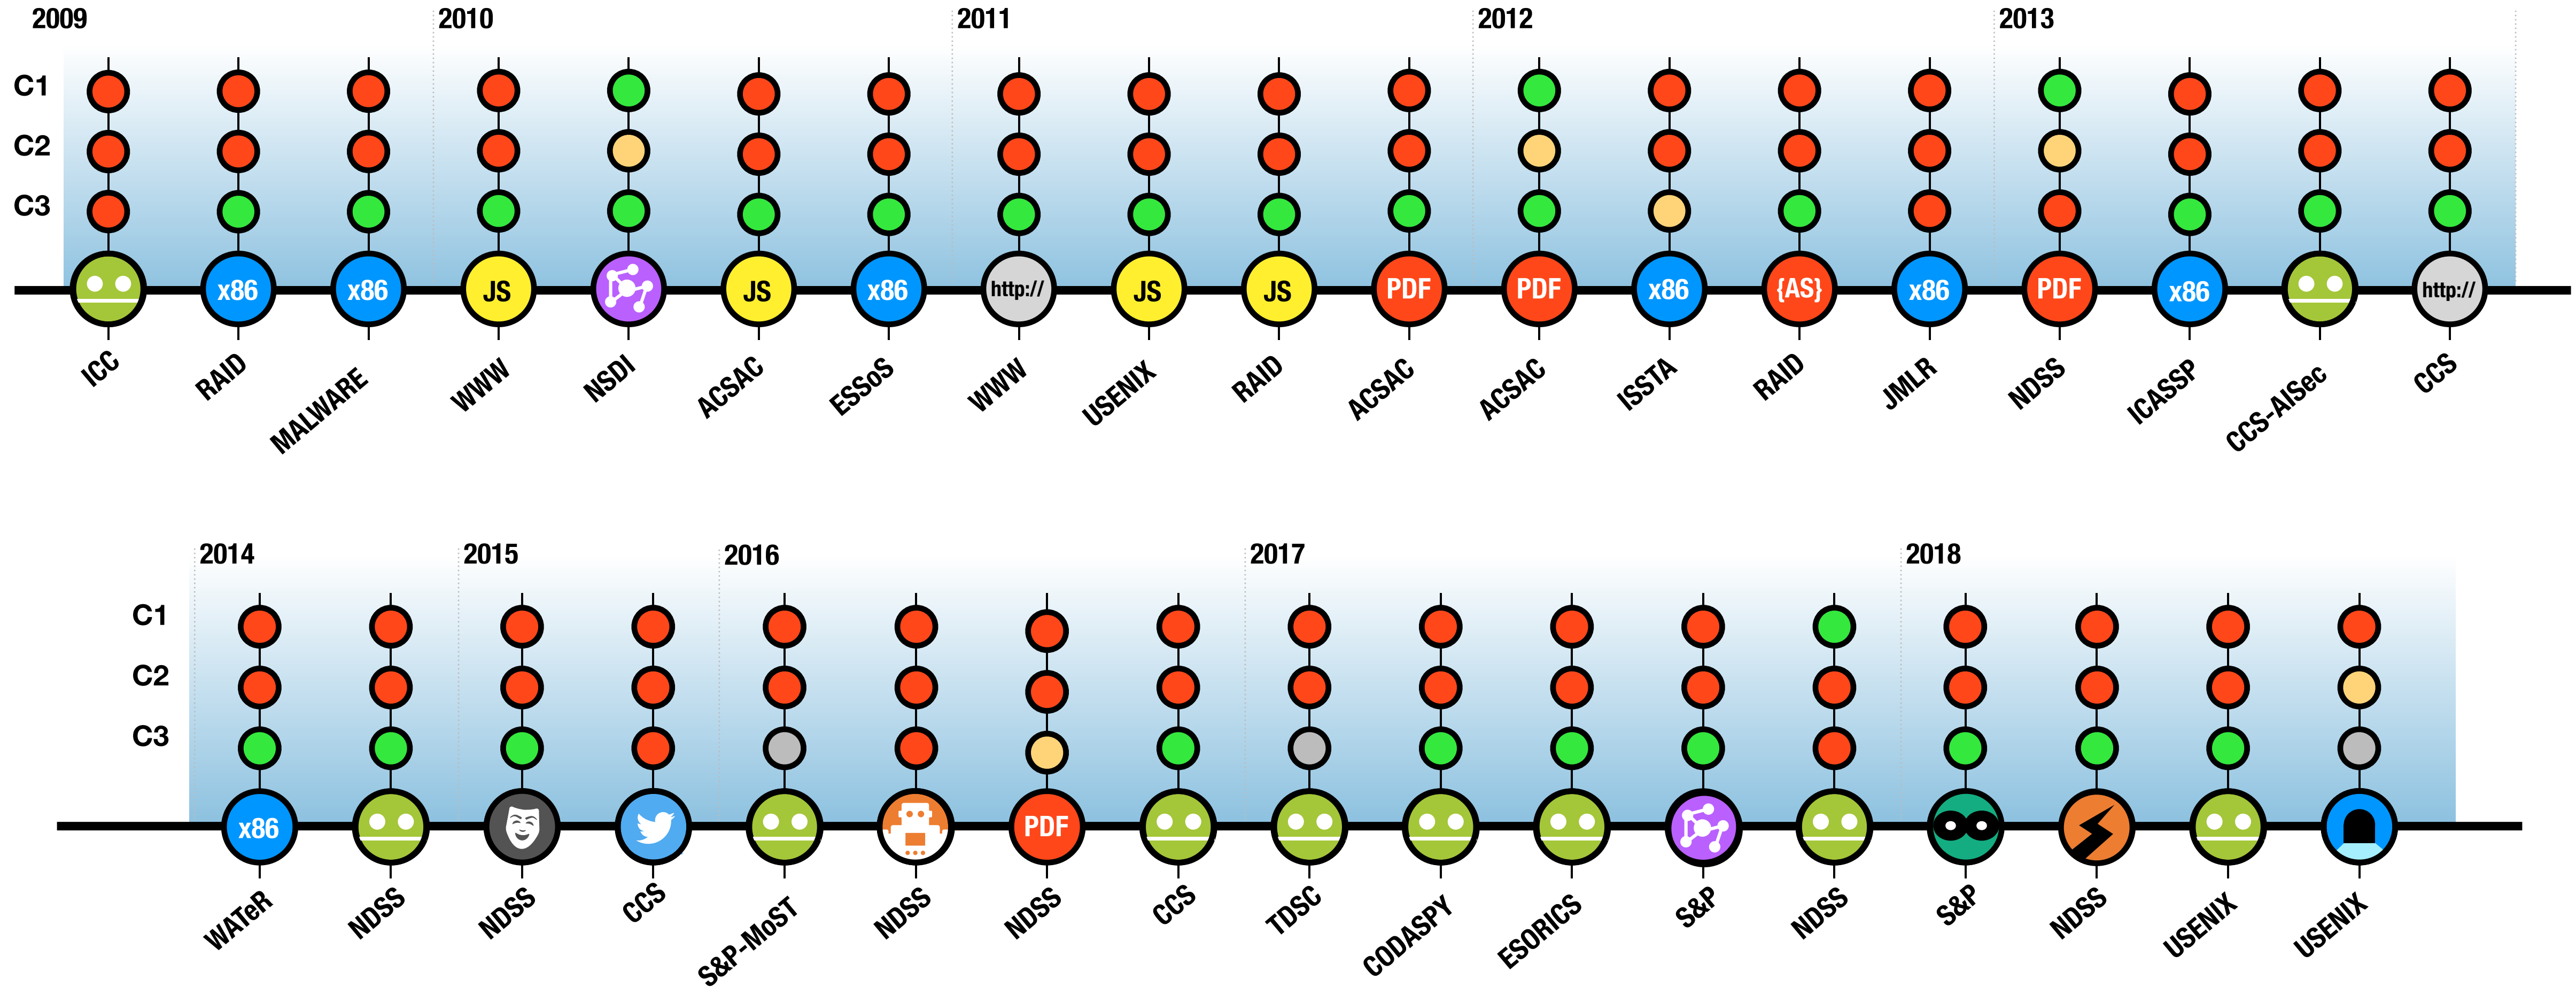 2009 2010 2011 2012 2013
C1
C2
C3
x86 x86 JS JS x86 http:// JS JS PDF PDF x86 {AS} x86 PDF x86 http://
ICC RAID MALWARE WWW NSDI ACSAC ESSoS WWW USENIX RAID ACSAC ACSAC ISSTA RAID JMLR NDSS ICASSP CCS-AISec CCS
2014 2015 2016 2017 2018
C1
C2
C3
x86 PDF
WATeR NDSS NDSS CCS S&P-MoST NDSS NDSS CCS TDSC CODASPY ESORICS S&P NDSS S&P NDSS USENIX USENIX